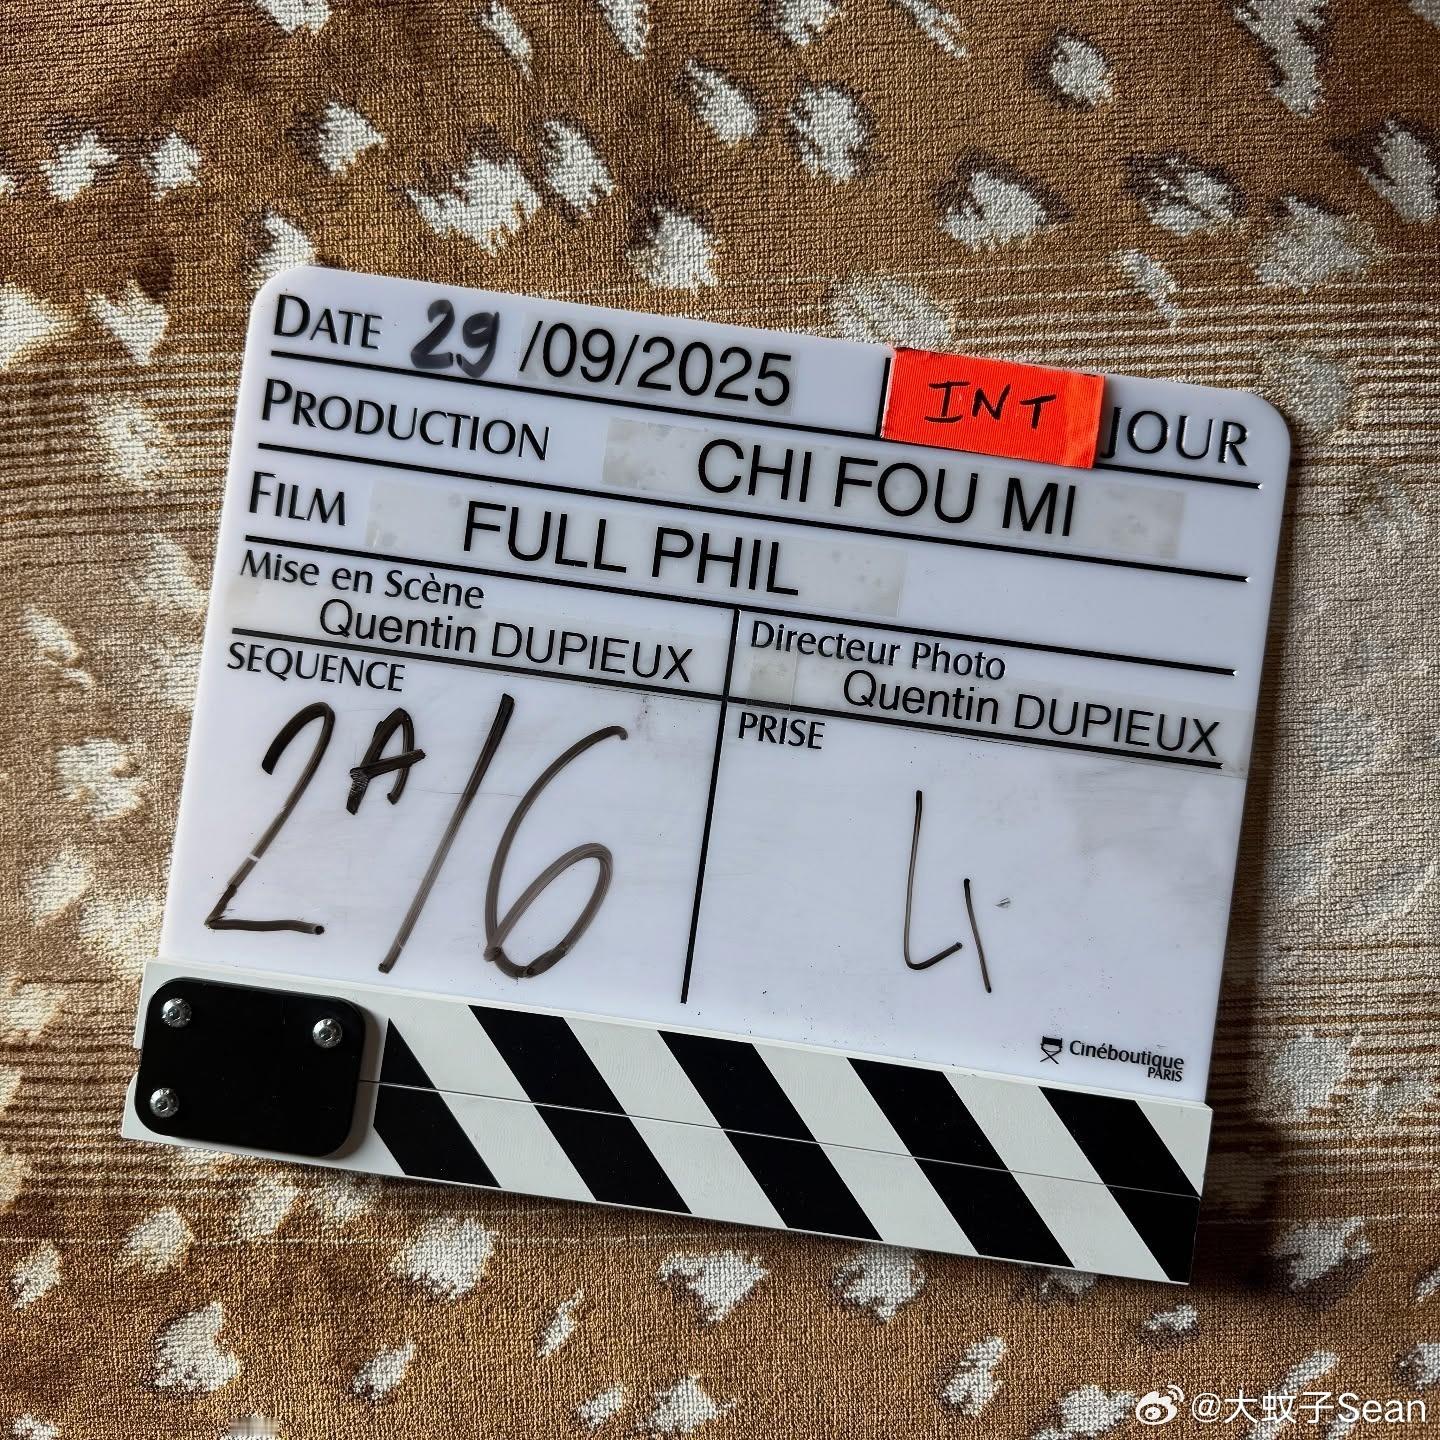 DATE 29 /09/2025 INT JOUR
PRODUCTION CHI FOU MI
FILM FULL PHIL
Mise en Scène
Quentin DUPIEUX
Directeur Photo
Quentin DUPIEUX
SEQUENCE
2A/6
PRISE
4
Cinéboutique
PARIS
@大蚊子Sean